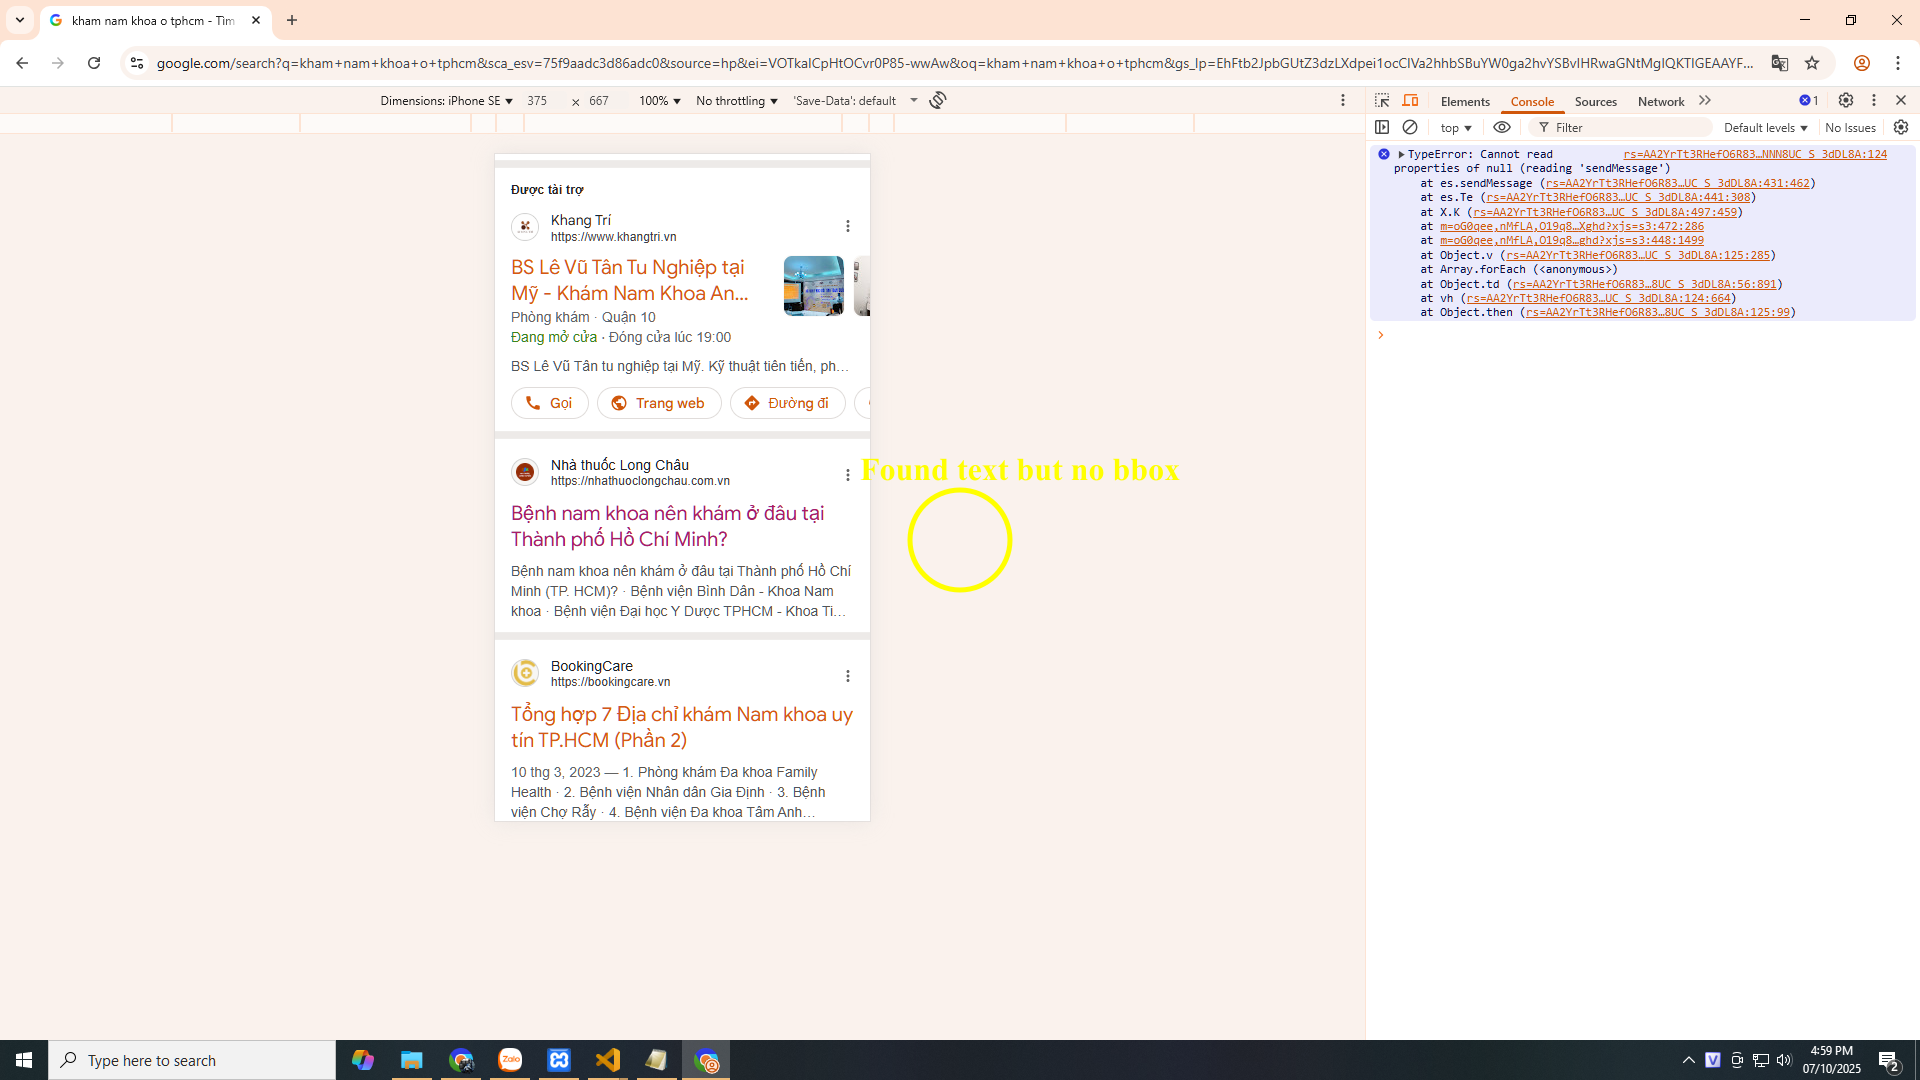 kham nam khoa o tphcm - Tìm
google.com/search?q=kham+nam+khoa+o+tphcm&sca_esv=75f9aadc3d86adc0&source=hp&ei=VOTkaICpHtOCvr0P85-wwAw&oq=kham+nam+khoa+o+tphcm&gs_lp=EhFtb2JpbGUtZ3dzLXdpei1ocCIVa2hhbSBuYW0ga2hvYSBvIHRwaGNtMgIQKTIGEAAYF...
Dimensions: iPhone SE 375 × 667 100% No throttling 'Save-Data': default
Elements Console Sources Network 1
top Filter Default levels No Issues
Được tài trợ
Khang Trí
https://www.khangtri.vn
BS Lê Vũ Tân Tu Nghiệp tại
Mỹ - Khám Nam Khoa An...
Phòng khám · Quận 10
Đang mở cửa · Đóng cửa lúc 19:00
BS Lê Vũ Tân tu nghiệp tại Mỹ. Kỹ thuật tiên tiến, ph...
Gọi Trang web Đường đi
Nhà thuốc Long Châu
https://nhathuoclongchau.com.vn
Bệnh nam khoa nên khám ở đâu tại
Thành phố Hồ Chí Minh?
Bệnh nam khoa nên khám ở đâu tại Thành phố Hồ Chí
Minh (TP. HCM)? · Bệnh viện Bình Dân - Khoa Nam
khoa · Bệnh viện Đại học Y Dược TPHCM - Khoa Ti...
BookingCare
https://bookingcare.vn
Tổng hợp 7 Địa chỉ khám Nam khoa uy
tín TP.HCM (Phần 2)
10 thg 3, 2023 — 1. Phòng khám Đa khoa Family
Health · 2. Bệnh viện Nhân dân Gia Định · 3. Bệnh
viện Chợ Rẫy · 4. Bệnh viện Đa khoa Tâm Anh...
Found text but no bbox
TypeError: Cannot read rs=AA2YrTt3RHefO6R83…NNN8UC_S_3dDL8A:124
properties of null (reading 'sendMessage')
at es.sendMessage (rs=AA2YrTt3RHefO6R83…UC_S_3dDL8A:431:462)
at es.Te (rs=AA2YrTt3RHefO6R83…UC_S_3dDL8A:441:308)
at X.K (rs=AA2YrTt3RHefO6R83…UC_S_3dDL8A:497:459)
at m=oG0qee,nMfLA,O19q8…Xghd?xjs=s3:472:286
at m=oG0qee,nMfLA,O19q8…ghd?xjs=s3:448:1499
at Object.v (rs=AA2YrTt3RHefO6R83…UC_S_3dDL8A:125:285)
at Array.forEach (<anonymous>)
at Object.td (rs=AA2YrTt3RHefO6R83…8UC_S_3dDL8A:56:891)
at vh (rs=AA2YrTt3RHefO6R83…UC_S_3dDL8A:124:664)
at Object.then (rs=AA2YrTt3RHefO6R83…8UC_S_3dDL8A:125:99)
Type here to search
Zalo
V
4:59 PM
07/10/2025
2